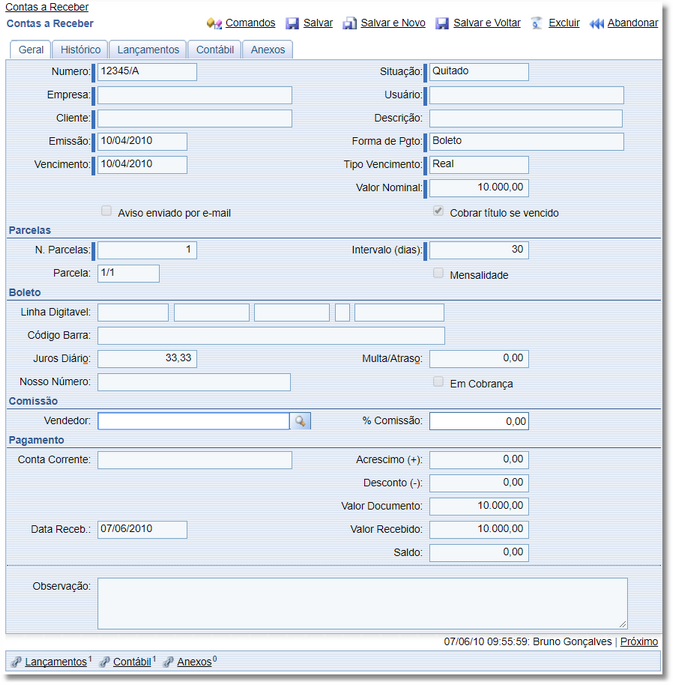 Contas a Receber
Contas a Receber Comandos Salvar Salvar e Novo Salvar e Voltar Excluir Abandonar
Geral Histórico Lançamentos Contábil Anexos
Numero: 12345/A Situação: Quitado
Empresa: Usuário:
Cliente: Descrição:
Emissão: 10/04/2010 Forma de Pgto: Boleto
Vencimento: 10/04/2010 Tipo Vencimento: Real
Valor Nominal: 10.000,00
Aviso enviado por e-mail Cobrar título se vencido
Parcelas
N. Parcelas: 1 Intervalo (dias): 30
Parcela: 1/1 Mensalidade
Boleto
Linha Digitavel:
Código Barra:
Juros Diário: 33,33 Multa/Atraso: 0,00
Nosso Número: Em Cobrança
Comissão
Vendedor: % Comissão: 0,00
Pagamento
Conta Corrente: Acrescimo (+): 0,00
Desconto (-): 0,00
Valor Documento: 10.000,00
Data Receb.: 07/06/2010 Valor Recebido: 10.000,00
Saldo: 0,00
Observação:
07/06/10 09:55:59: Bruno Gonçalves | Próximo
Lançamentos 1 Contábil 1 Anexos 0